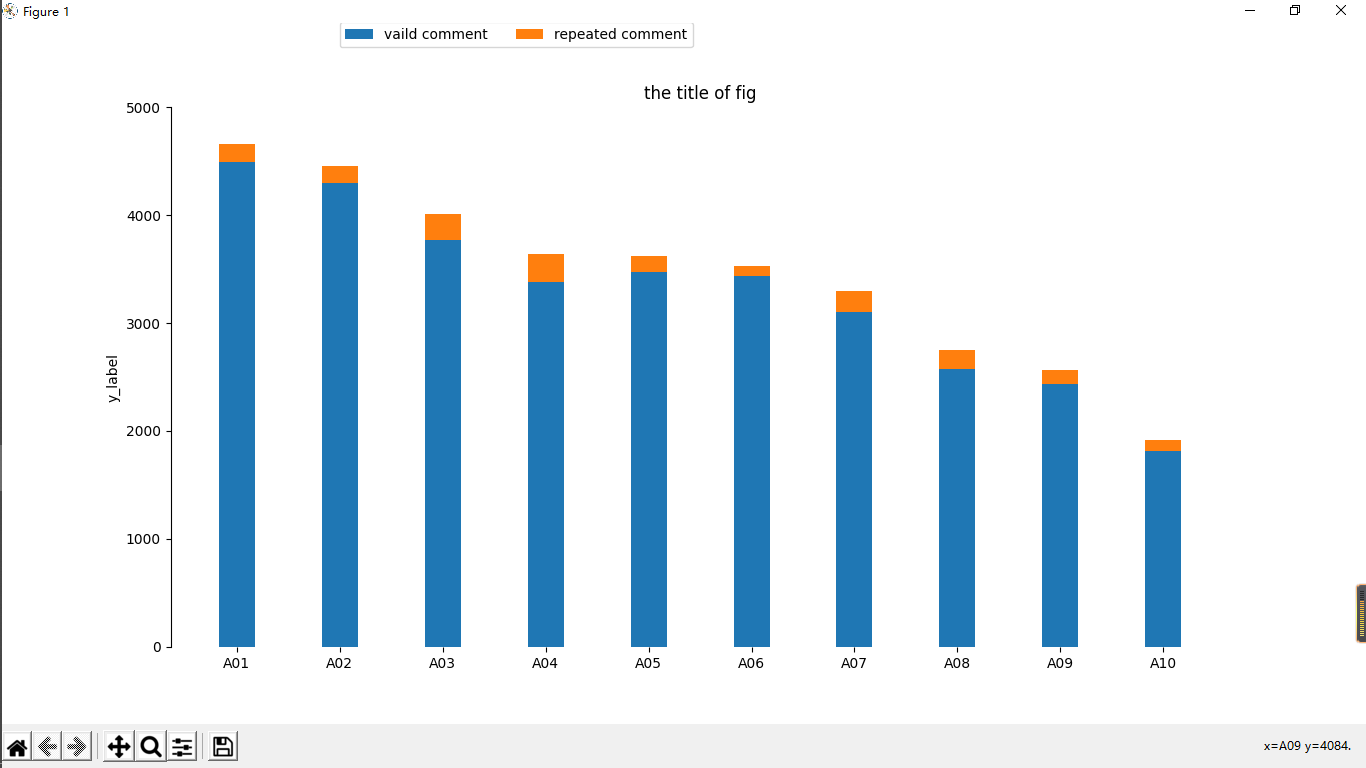 Figure 1
vaild comment repeated comment
the title of fig
y_label
5000
4000
3000
2000
1000
0
A01 A02 A03 A04 A05 A06 A07 A08 A09 A10
x=A09 y=4084.